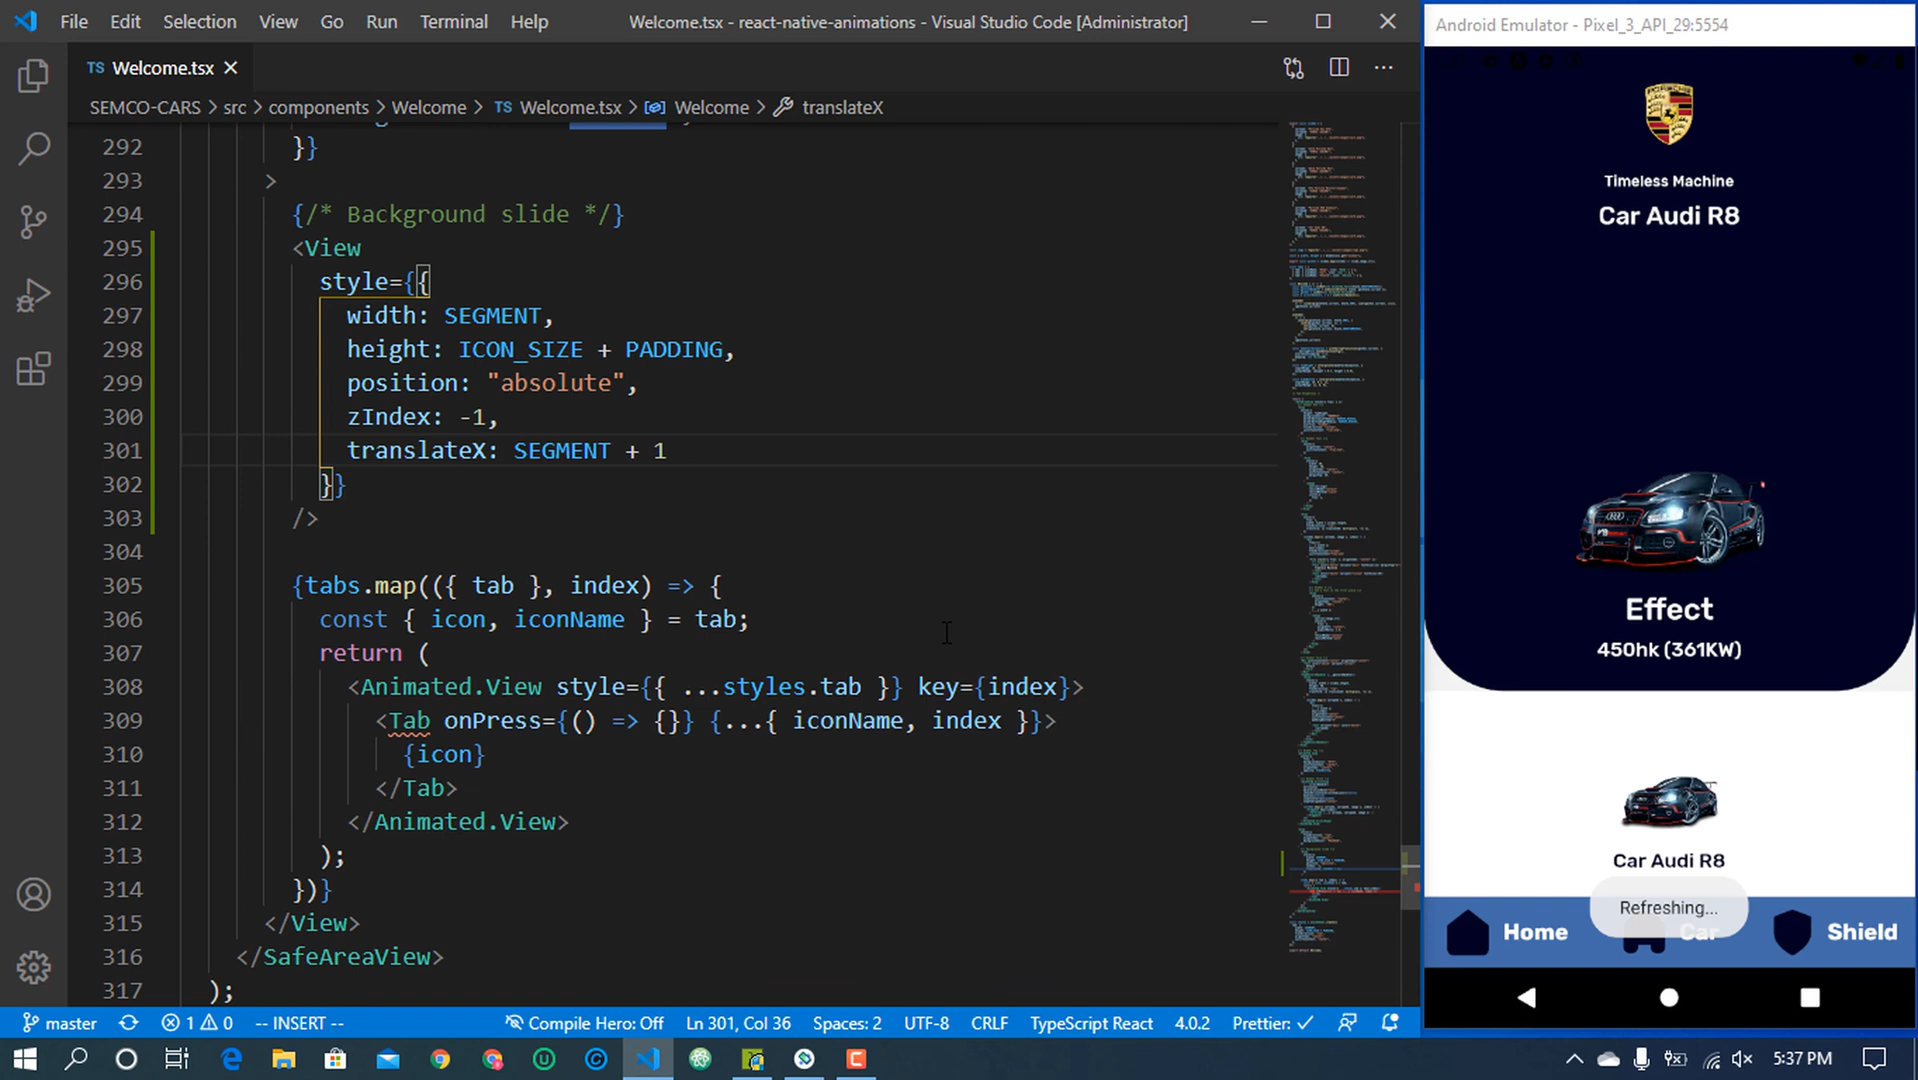 File Edit Selection View Go Run Terminal Help Welcome.tsx - react-native-animations - Visual Studio Code [Administrator]
Android Emulator - Pixel_3_API_29:5554
TS Welcome.tsx
SEMCO-CARS > src > components > Welcome > TS Welcome.tsx > Welcome > translateX
292 }}
293 >
294 {/* Background slide */}
295 <View
296 style={{
297 width: SEGMENT,
298 height: ICON_SIZE + PADDING,
299 position: "absolute",
300 zIndex: -1,
301 translateX: SEGMENT + 1
302 }}
303 />
304
305 {tabs.map(({ tab }, index) => {
306 const { icon, iconName } = tab;
307 return (
308 <Animated.View style={{ ...styles.tab }} key={index}>
309 <Tab onPress={() => {}} {...{ iconName, index }}>
310 {icon}
311 </Tab>
312 </Animated.View>
313 );
314 })}
315 </View>
316 </SafeAreaView>
317 );
Timeless Machine
Car Audi R8
Effect
450hk (361KW)
Car Audi R8
Refreshing...
Home Car Shield
master 1 0 -- INSERT -- Compile Hero: Off Ln 301, Col 36 Spaces: 2 UTF-8 CRLF TypeScript React 4.0.2 Prettier: ✓
5:37 PM